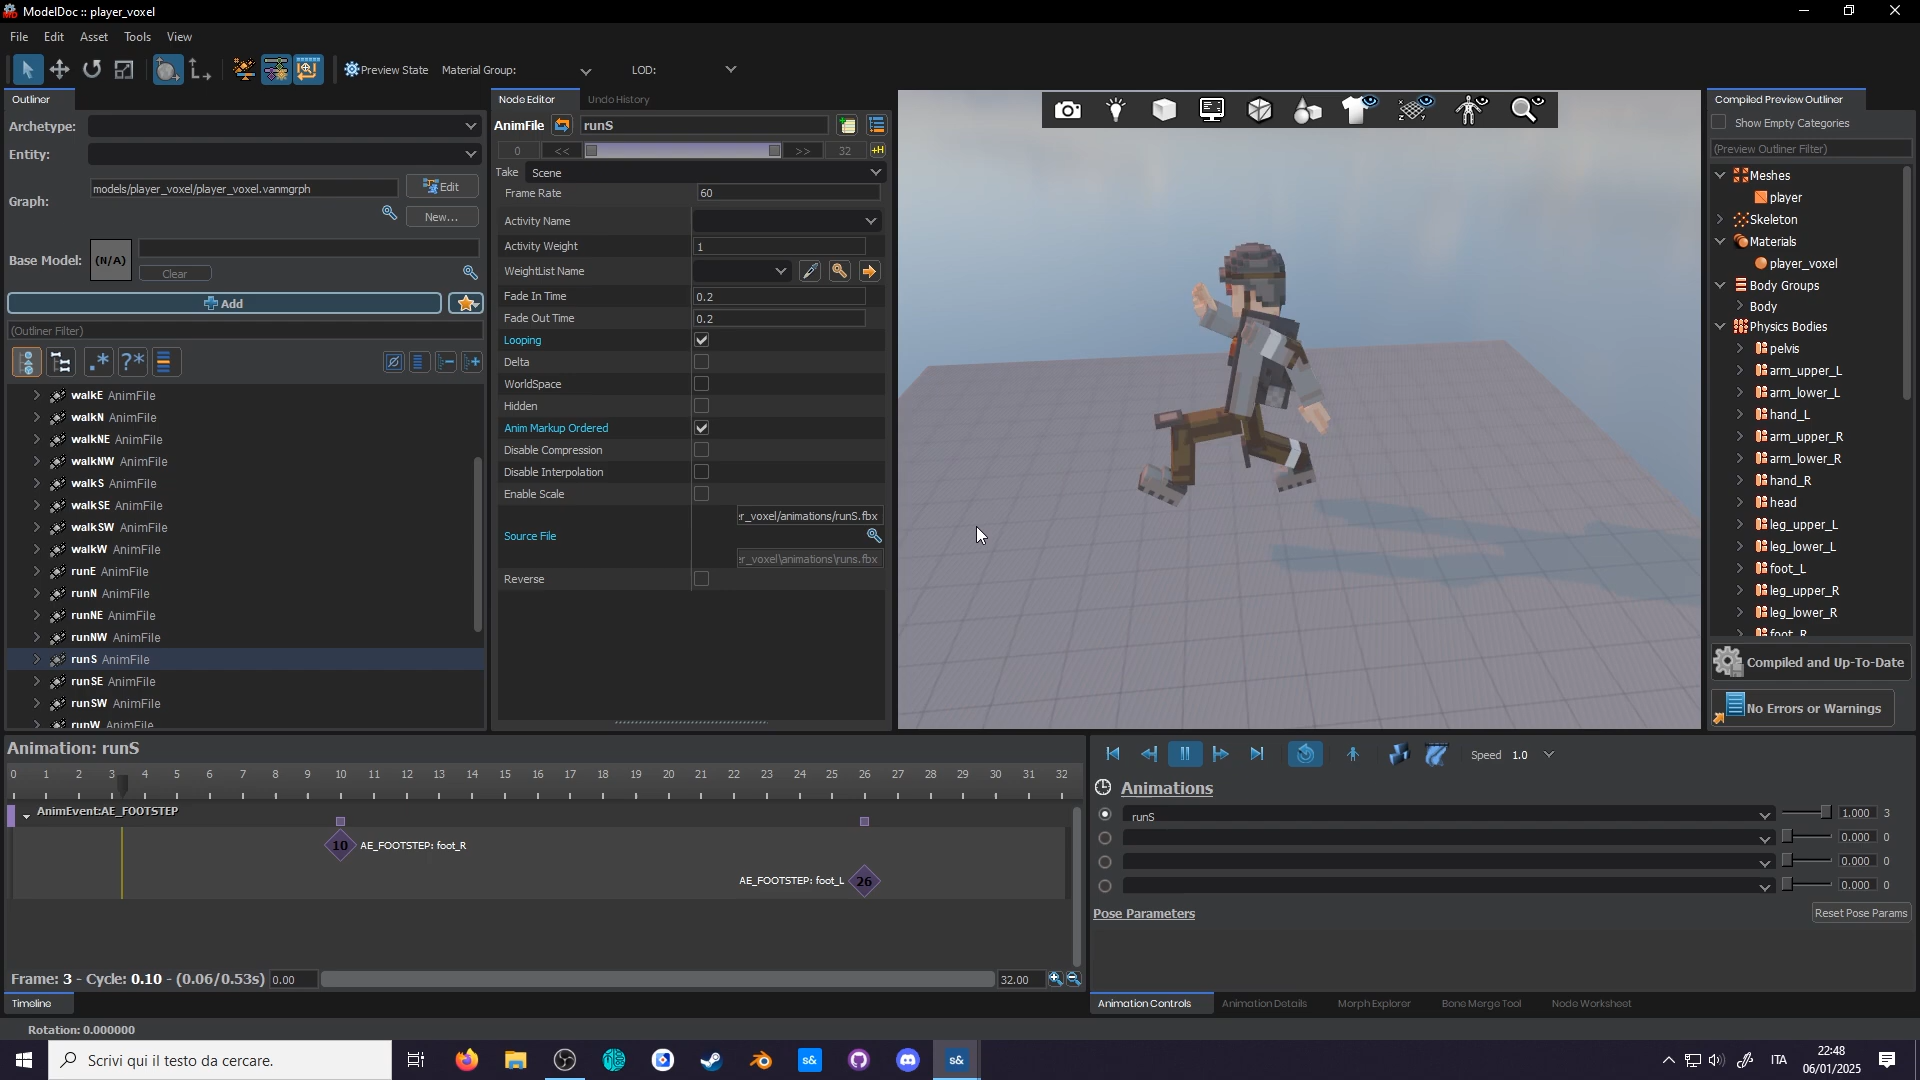 ModelDoc :: player_voxel
File Edit Asset Tools View
Preview State Material Group: LOD:
Outliner
Archetype:
Entity:
Graph: models/player_voxel/player_voxel.vanmgrph Edit
New...
Base Model: (N/A)
Clear
Add
(Outliner Filter)
.* ?*
walkE AnimFile
walkN AnimFile
walkNE AnimFile
walkNW AnimFile
walkS AnimFile
walkSE AnimFile
walkSW AnimFile
walkW AnimFile
runE AnimFile
runN AnimFile
runNE AnimFile
runNW AnimFile
runS AnimFile
runSE AnimFile
runSW AnimFile
runW AnimFile
Node Editor Undo History
AnimFile runS
0 << >> 32 +H
Take Scene
Frame Rate 60
Activity Name
Activity Weight 1
WeightList Name
Fade In Time 0.2
Fade Out Time 0.2
Looping
Delta
WorldSpace
Hidden
Anim Markup Ordered
Disable Compression
Disable Interpolation
Enable Scale
er_voxel/animations/runS.fbx
Source File
er_voxel\animations\runs.fbx
Reverse
Compiled Preview Outliner
Show Empty Categories
(Preview Outliner Filter)
Meshes
player
Skeleton
Materials
player_voxel
Body Groups
Body
Physics Bodies
pelvis
arm_upper_L
arm_lower_L
hand_L
arm_upper_R
arm_lower_R
hand_R
head
leg_upper_L
leg_lower_L
foot_L
leg_upper_R
leg_lower_R
foot_R
Compiled and Up-To-Date
No Errors or Warnings
Animation: runS
0 1 2 3 4 5 6 7 8 9 10 11 12 13 14 15 16 17 18 19 20 21 22 23 24 25 26 27 28 29 30 31 32
AnimEvent:AE_FOOTSTEP
10 AE_FOOTSTEP: foot_R
AE_FOOTSTEP: foot_L 26
Frame: 3 - Cycle: 0.10 - (0.06/0.53s) 0.00 32.00
Timeline
Speed 1.0
Animations
runS 1.000 3
0.000 0
0.000 0
0.000 0
Pose Parameters Reset Pose Params
Animation Controls Animation Details Morph Explorer Bone Merge Tool Node Worksheet
Rotation: 0.000000
Scrivi qui il testo da cercare.
s& s&
ITA
22:48
06/01/2025